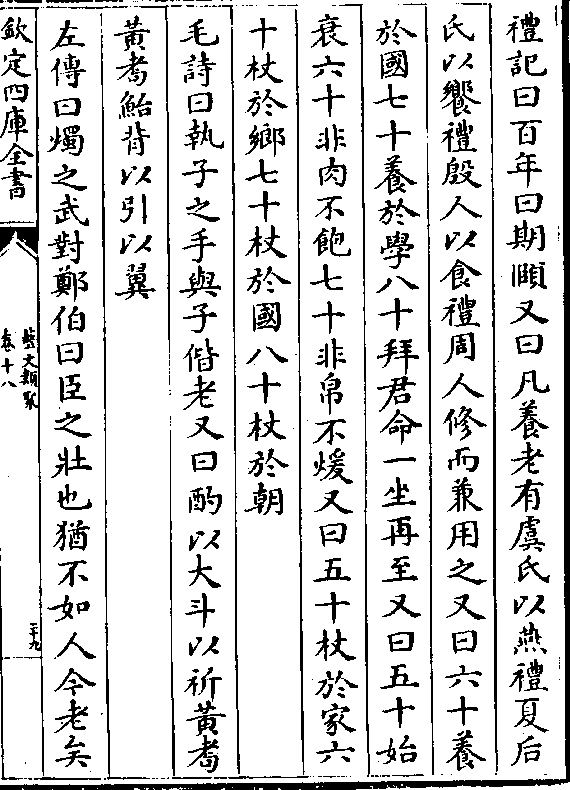 禮記曰百年曰期頤又曰凡養老有虞氏以燕禮夏后
氏以饗禮殷人以食禮周人修而兼用之又曰六十養
於國七十養於學八十拜君命一坐再至又曰五十始
衰六十非肉不飽七十非帛不煖又曰五十杖於家六
十杖於鄉七十杖於國八十杖於朝
毛詩曰執子之手與子偕老又曰酌以大斗以祈黃耉
黃耉鮐背以引以翼
左傳曰燭之武對鄭伯曰臣之壯也猶不如人今老矣
欽定四庫全書
藝文類聚
卷十八
二十九